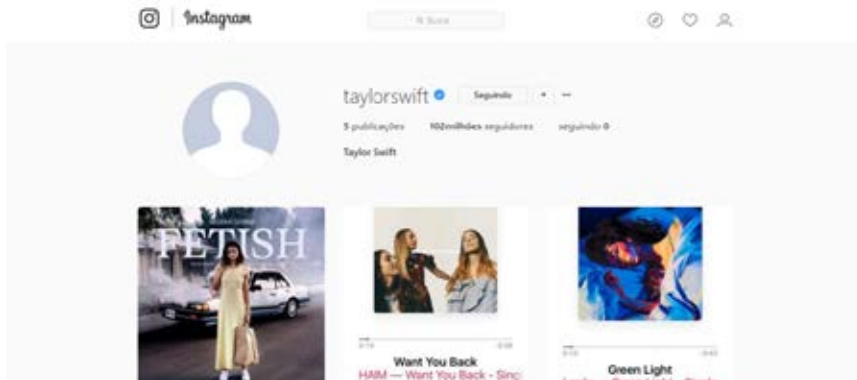 Instagram
Busca
taylorswift Seguindo
5 publicações 102milhões seguidores seguindo 0
Taylor Swift
FETISH
Want You Back
HAIM — Want You Back - Sinc
Green Light